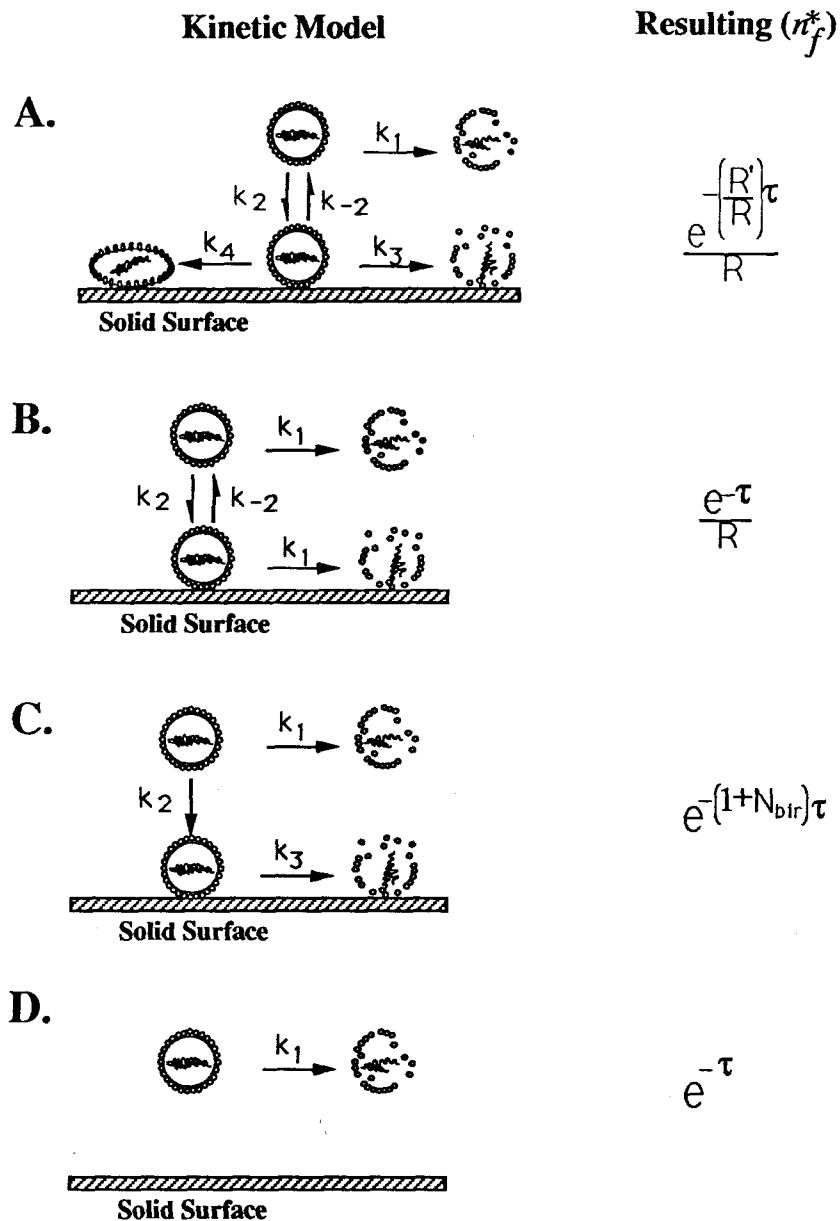 Kinetic Model
Resulting (n*f)
A.
k1
k2 k-2
k4 k3
e^-(R'/R)τ / R
Solid Surface
B.
k1
k2 k-2
k1
e^-τ / R
Solid Surface
C.
k1
k2
k3
e^-(1+Nbir)τ
Solid Surface
D.
k1
e^-τ
Solid Surface